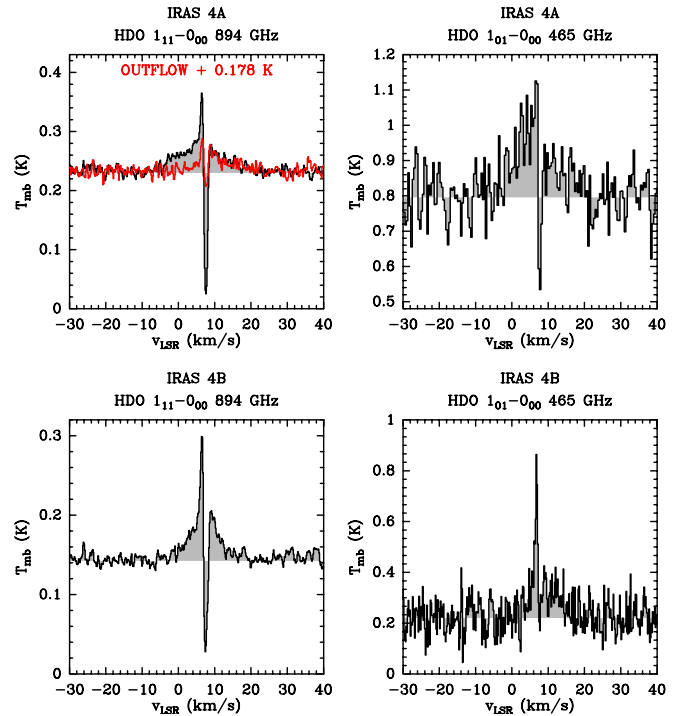 IRAS 4A
HDO 1₁₁−0₀₀ 894 GHz
OUTFLOW + 0.178 K
0.4
0.3
0.2
0.1
0
T_mb (K)
−30 −20 −10 0 10 20 30 40
v_LSR (km/s)
IRAS 4A
HDO 1₀₁−0₀₀ 465 GHz
1.2
1.1
1
0.9
0.8
0.7
0.6
0.5
T_mb (K)
−30 −20 −10 0 10 20 30 40
v_LSR (km/s)
IRAS 4B
HDO 1₁₁−0₀₀ 894 GHz
0.3
0.2
0.1
0
T_mb (K)
−30 −20 −10 0 10 20 30 40
v_LSR (km/s)
IRAS 4B
HDO 1₀₁−0₀₀ 465 GHz
1
0.8
0.6
0.4
0.2
0
T_mb (K)
−30 −20 −10 0 10 20 30 40
v_LSR (km/s)